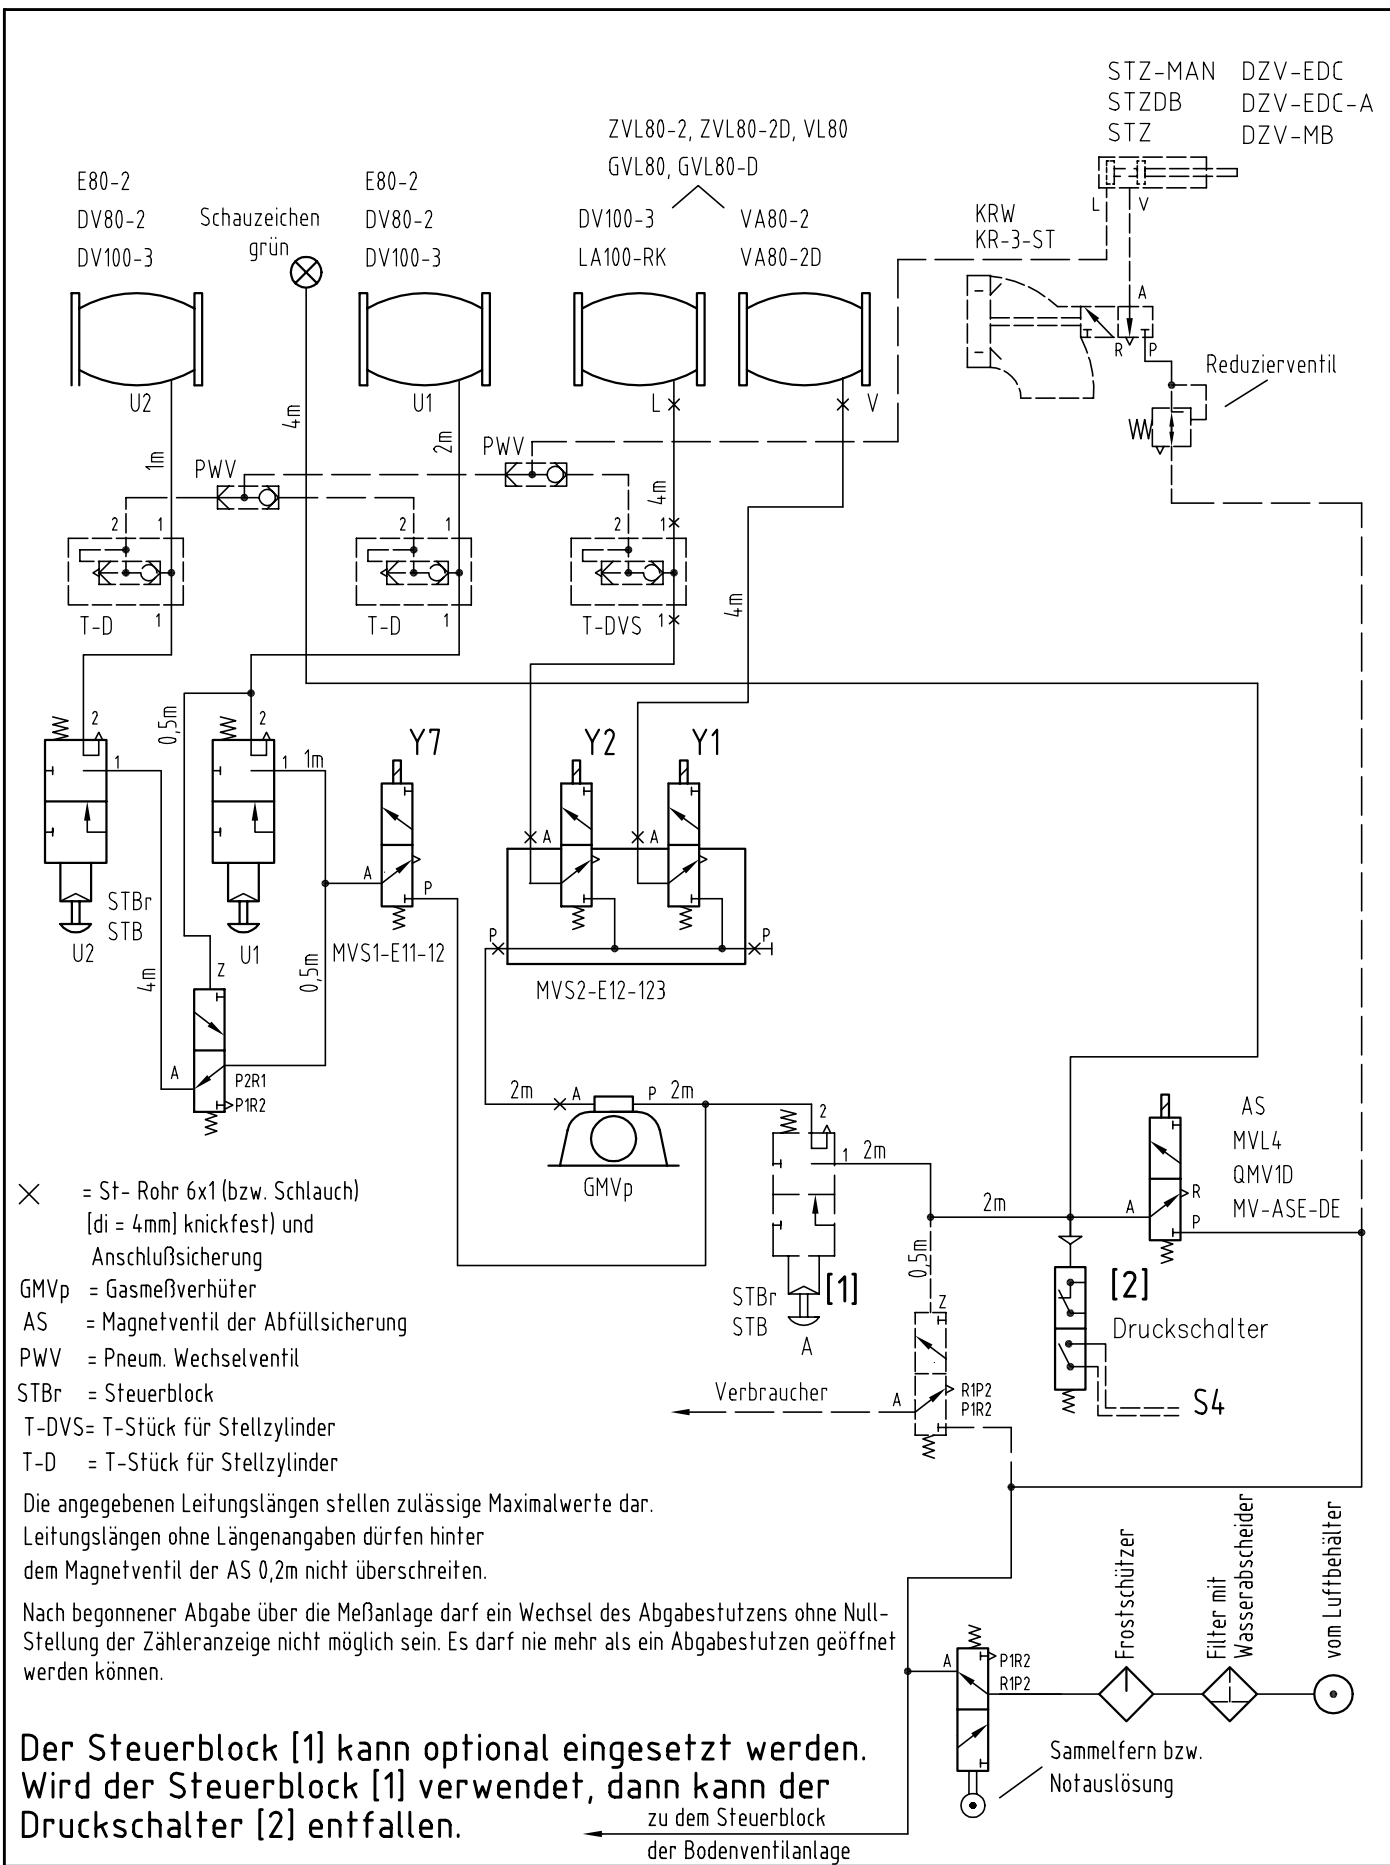 STZ-MAN DZV-EDC
STZDB DZV-EDC-A
STZ DZV-MB
ZVL80-2, ZVL80-2D, VL80
GVL80, GVL80-D
E80-2
DV80-2
DV100-3
Schauzeichen
grün
E80-2
DV80-2
DV100-3
DV100-3
LA100-RK
VA80-2
VA80-2D
KRW
KR-3-ST
L
V
A
R
P
Reduzierventil
U2
U1
L
V
4m
1m
2m
4m
PWV
PWV
2
1
2
1
2
1
T-D
1
T-D
1
T-DVS
1
4m
0,5m
2
1
2
1
1m
Y7
Y2
Y1
A
P
A
A
P
P
STBr
STB
U2
U1
4m
0,5m
MVS1-E11-12
MVS2-E12-123
Z
A
P2R1
P1R2
2m
A
P
2m
GMVp
2
1
2m
2m
A
R
P
AS
MVL4
QMV1D
MV-ASE-DE
0,5m
STBr
STB
A
[1]
[2]
Druckschalter
S4
Z
A
R1P2
P1R2
Verbraucher
= St- Rohr 6x1 (bzw. Schlauch)
[di = 4mm] knickfest) und
Anschlußsicherung
GMVp = Gasmeßverhüter
AS = Magnetventil der Abfüllsicherung
PWV = Pneum. Wechselventil
STBr = Steuerblock
T-DVS= T-Stück für Stellzylinder
T-D = T-Stück für Stellzylinder
Die angegebenen Leitungslängen stellen zulässige Maximalwerte dar.
Leitungslängen ohne Längenangaben dürfen hinter
dem Magnetventil der AS 0,2m nicht überschreiten.
Nach begonnener Abgabe über die Meßanlage darf ein Wechsel des Abgabestutzens ohne Null-
Stellung der Zähleranzeige nicht möglich sein. Es darf nie mehr als ein Abgabestutzen geöffnet
werden können.
Frostschützer
Filter mit
Wasserabscheider
vom Luftbehälter
A
P1R2
R1P2
Sammelfern bzw.
Notauslösung
Der Steuerblock [1] kann optional eingesetzt werden.
Wird der Steuerblock [1] verwendet, dann kann der
Druckschalter [2] entfallen.
zu dem Steuerblock
der Bodenventilanlage